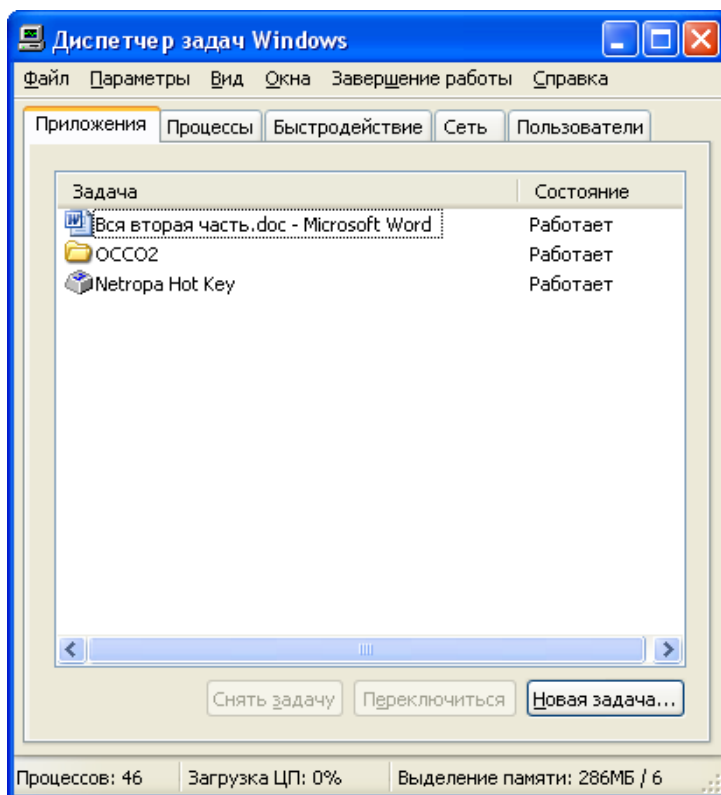 Диспетчер задач Windows
Файл Параметры Вид Окна Завершение работы Справка
Приложения Процессы Быстродействие Сеть Пользователи
Задача Состояние
Вся вторая часть.doc - Microsoft Word Работает
ОССО2 Работает
Netropa Hot Key Работает
Снять задачу Переключиться Новая задача...
Процессов: 46 Загрузка ЦП: 0% Выделение памяти: 286МБ / 6